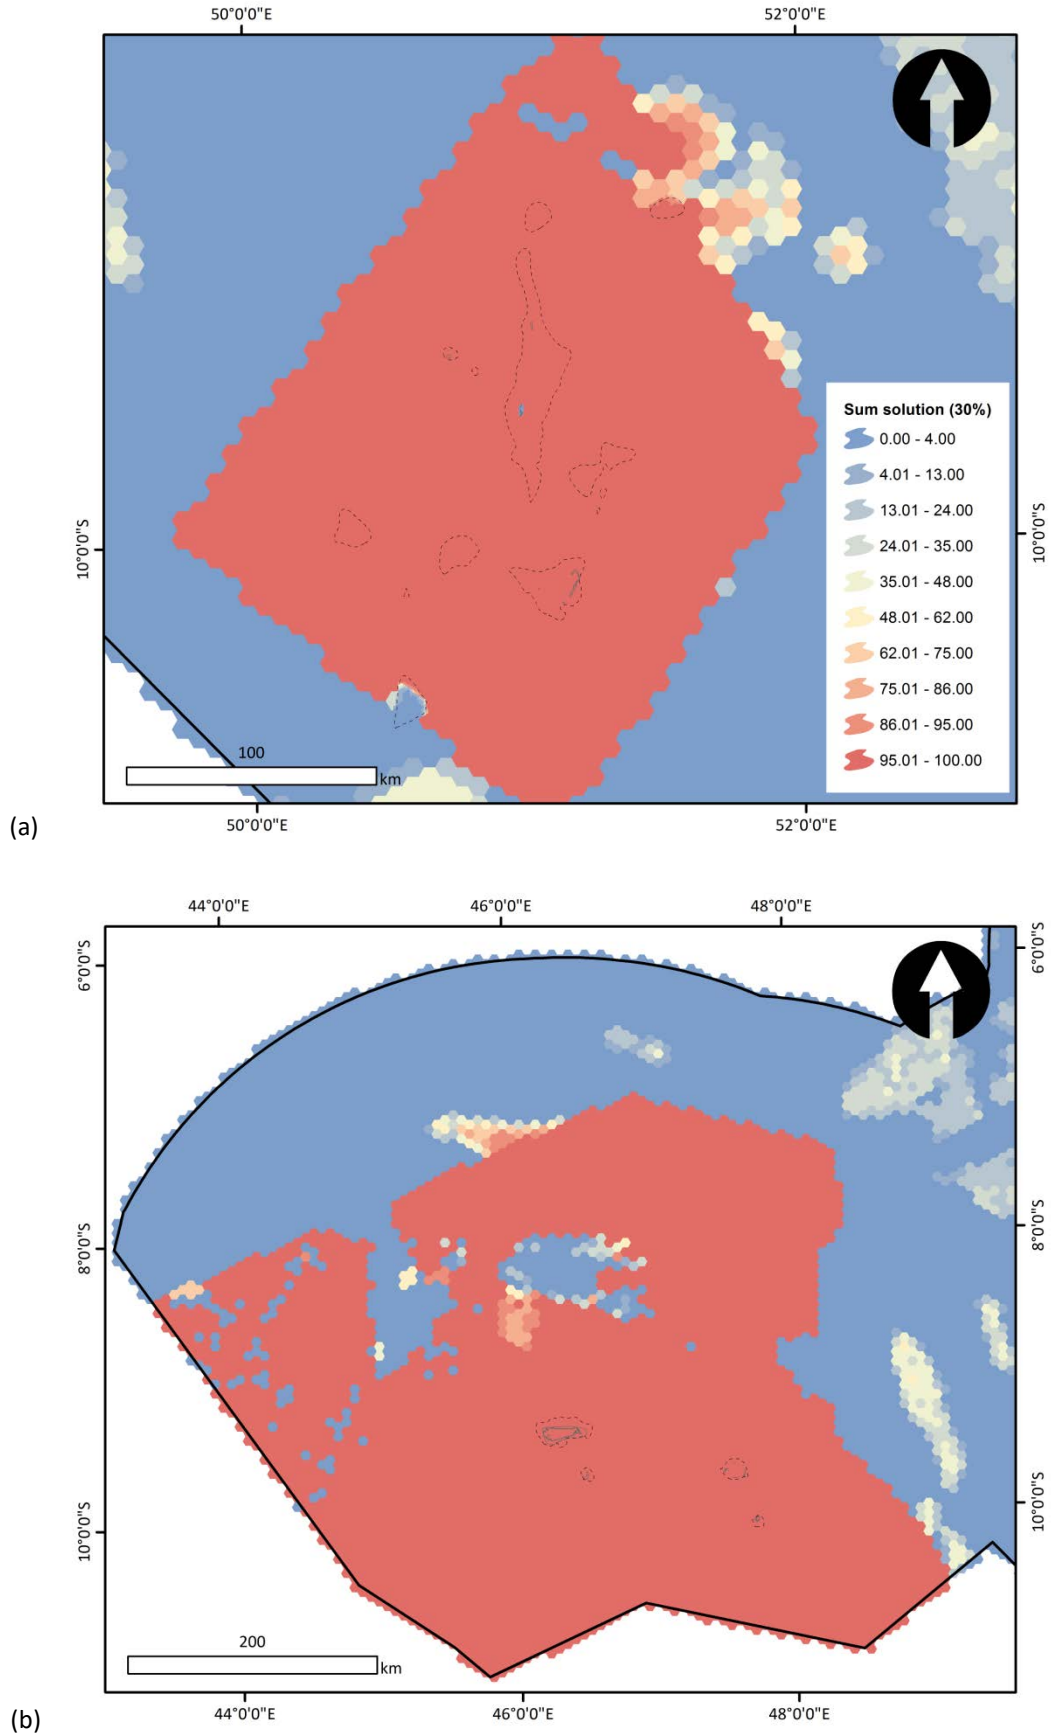 50°0'0"E 52°0'0"E
10°0'0"S 10°0'0"S
Sum solution (30%)
0.00 - 4.00
4.01 - 13.00
13.01 - 24.00
24.01 - 35.00
35.01 - 48.00
48.01 - 62.00
62.01 - 75.00
75.01 - 86.00
86.01 - 95.00
95.01 - 100.00
100
km
50°0'0"E 52°0'0"E
(a)
44°0'0"E 46°0'0"E 48°0'0"E
6°0'0"S 6°0'0"S
8°0'0"S 8°0'0"S
10°0'0"S 10°0'0"S
200
km
44°0'0"E 46°0'0"E 48°0'0"E
(b)